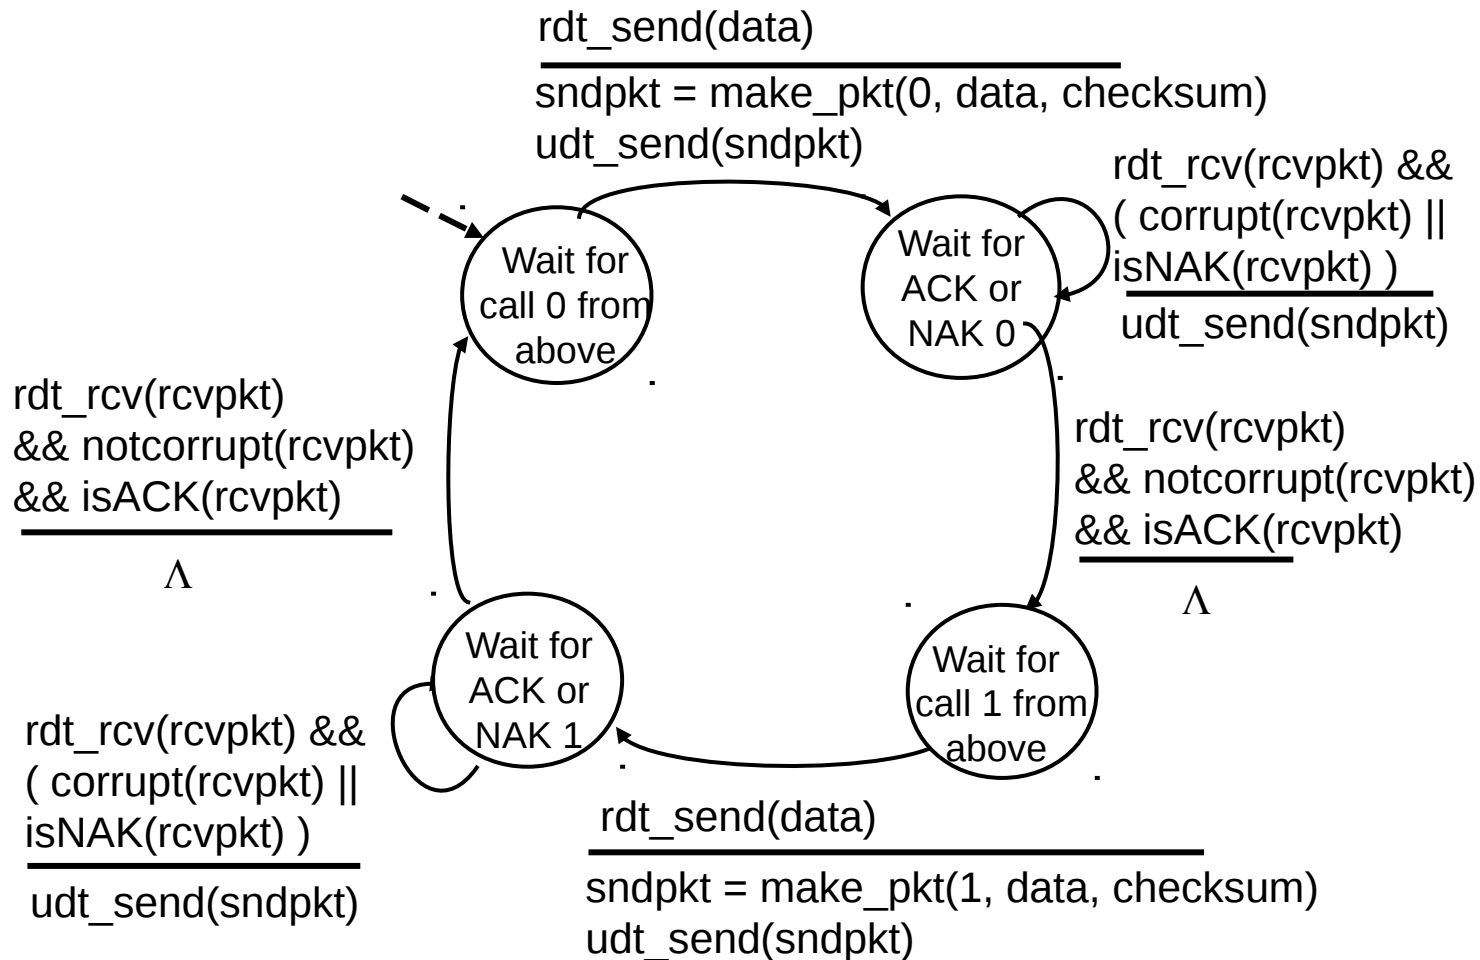 rdt_send(data)
sndpkt = make_pkt(0, data, checksum)
udt_send(sndpkt)
rdt_rcv(rcvpkt) &&
( corrupt(rcvpkt) ||
isNAK(rcvpkt) )
udt_send(sndpkt)
Wait for
call 0 from
above
Wait for
ACK or
NAK 0
rdt_rcv(rcvpkt)
&& notcorrupt(rcvpkt)
&& isACK(rcvpkt)
Λ
rdt_rcv(rcvpkt)
&& notcorrupt(rcvpkt)
&& isACK(rcvpkt)
Λ
Wait for
ACK or
NAK 1
Wait for
call 1 from
above
rdt_rcv(rcvpkt) &&
( corrupt(rcvpkt) ||
isNAK(rcvpkt) )
udt_send(sndpkt)
rdt_send(data)
sndpkt = make_pkt(1, data, checksum)
udt_send(sndpkt)